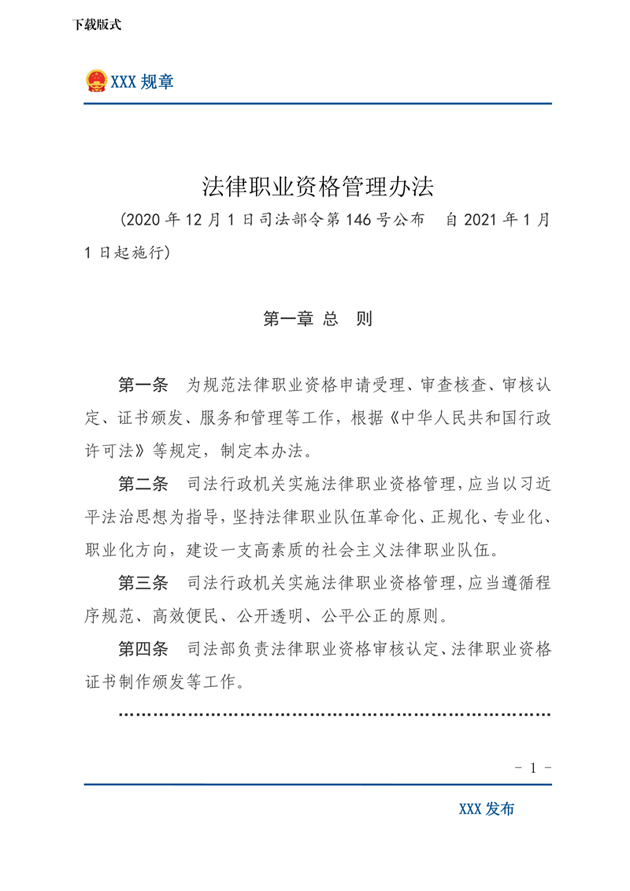 下载版式
XXX 规章
法律职业资格管理办法
(2020 年 12 月 1 日司法部令第 146 号公布　自 2021 年 1 月
1 日起施行)
第一章 总　则
第一条　为规范法律职业资格申请受理、审查核查、审核认
定、证书颁发、服务和管理等工作，根据《中华人民共和国行政
许可法》等规定，制定本办法。
第二条　司法行政机关实施法律职业资格管理,应当以习近
平法治思想为指导,坚持法律职业队伍革命化、正规化、专业化、
职业化方向，建设一支高素质的社会主义法律职业队伍。
第三条　司法行政机关实施法律职业资格管理,应当遵循程
序规范、高效便民、公开透明、公平公正的原则。
第四条　司法部负责法律职业资格审核认定、法律职业资格
证书制作颁发等工作。
……………………………………………………………………
- 1 -
XXX 发布